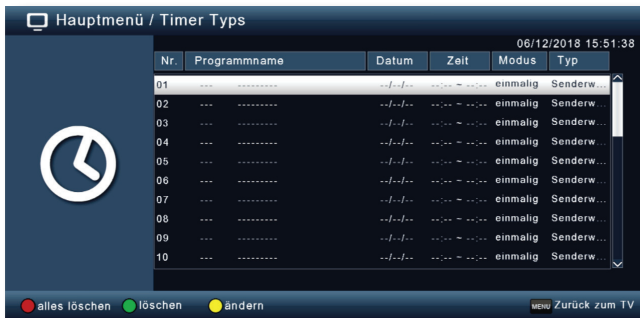 Hauptmenü / Timer Typs
06/12/2018 15:51:38
Nr. Programmname Datum Zeit Modus Typ
01 --- --------- --/--/-- --:-- ~ --:-- einmalig Senderw...
02 --- --------- --/--/-- --:-- ~ --:-- einmalig Senderw...
03 --- --------- --/--/-- --:-- ~ --:-- einmalig Senderw...
04 --- --------- --/--/-- --:-- ~ --:-- einmalig Senderw...
05 --- --------- --/--/-- --:-- ~ --:-- einmalig Senderw...
06 --- --------- --/--/-- --:-- ~ --:-- einmalig Senderw...
07 --- --------- --/--/-- --:-- ~ --:-- einmalig Senderw...
08 --- --------- --/--/-- --:-- ~ --:-- einmalig Senderw...
09 --- --------- --/--/-- --:-- ~ --:-- einmalig Senderw...
10 --- --------- --/--/-- --:-- ~ --:-- einmalig Senderw...
alles löschen löschen ändern MENU Zurück zum TV